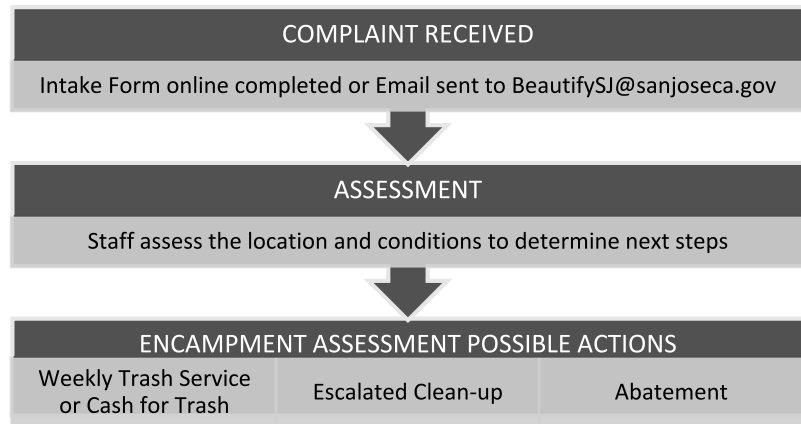 COMPLAINT RECEIVED
Intake Form online completed or Email sent to BeautifySJ@sanjoseca.gov
ASSESSMENT
Staff assess the location and conditions to determine next steps
ENCAMPMENT ASSESSMENT POSSIBLE ACTIONS
Weekly Trash Service
or Cash for Trash
Escalated Clean-up
Abatement